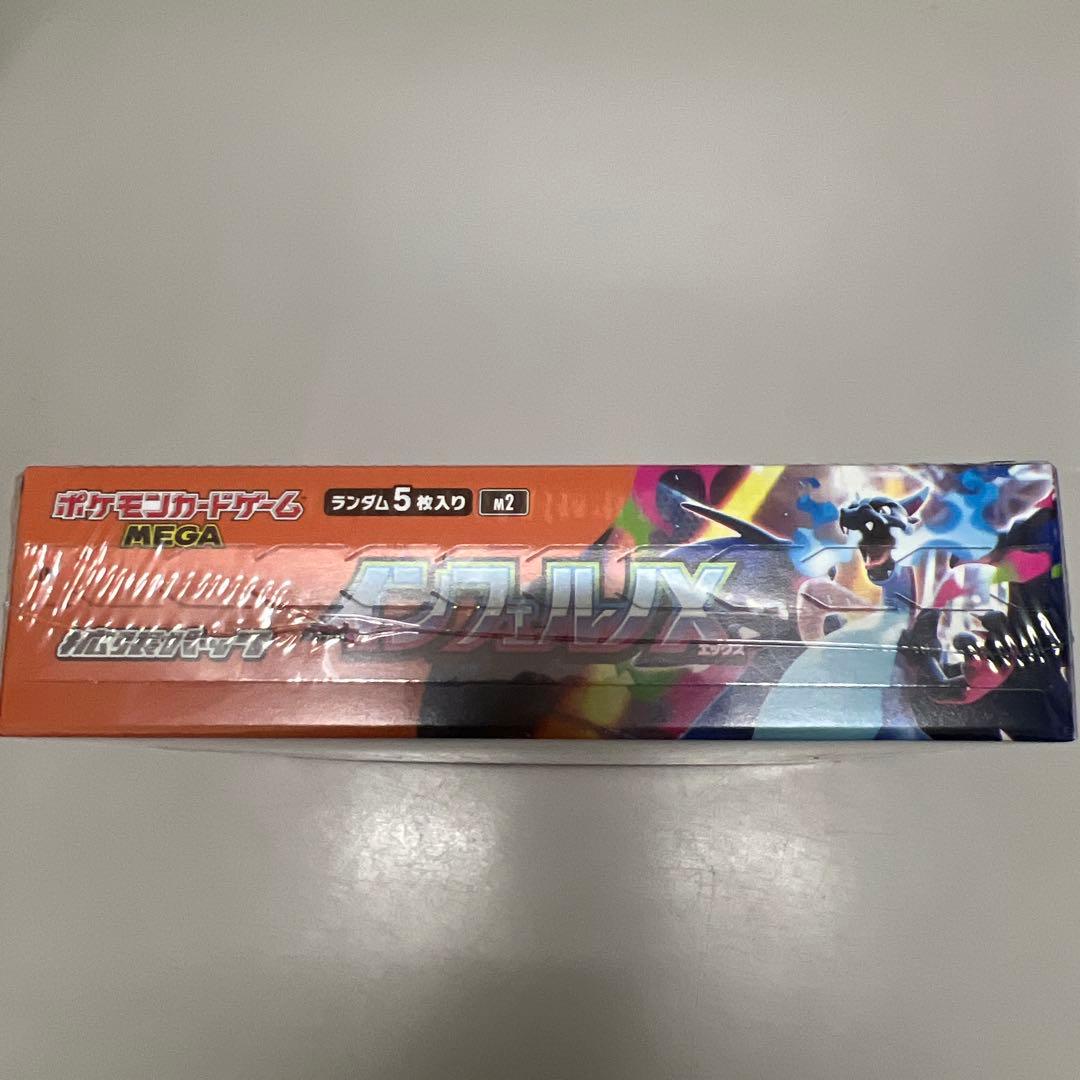 ポケモンカードゲーム
MEGA
ランダム5枚入り
M2
拡張パック
インフェルノX
エックス